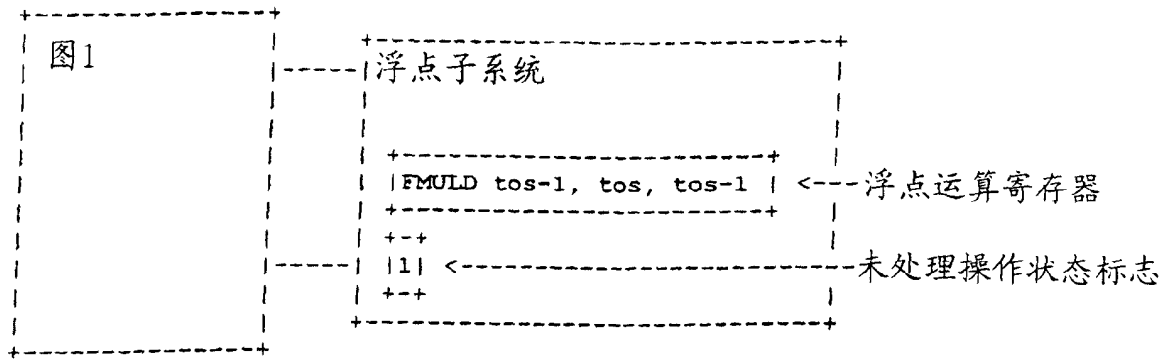 图1
浮点子系统
FMULD tos-1, tos, tos-1
浮点运算寄存器
1
未处理操作状态标志